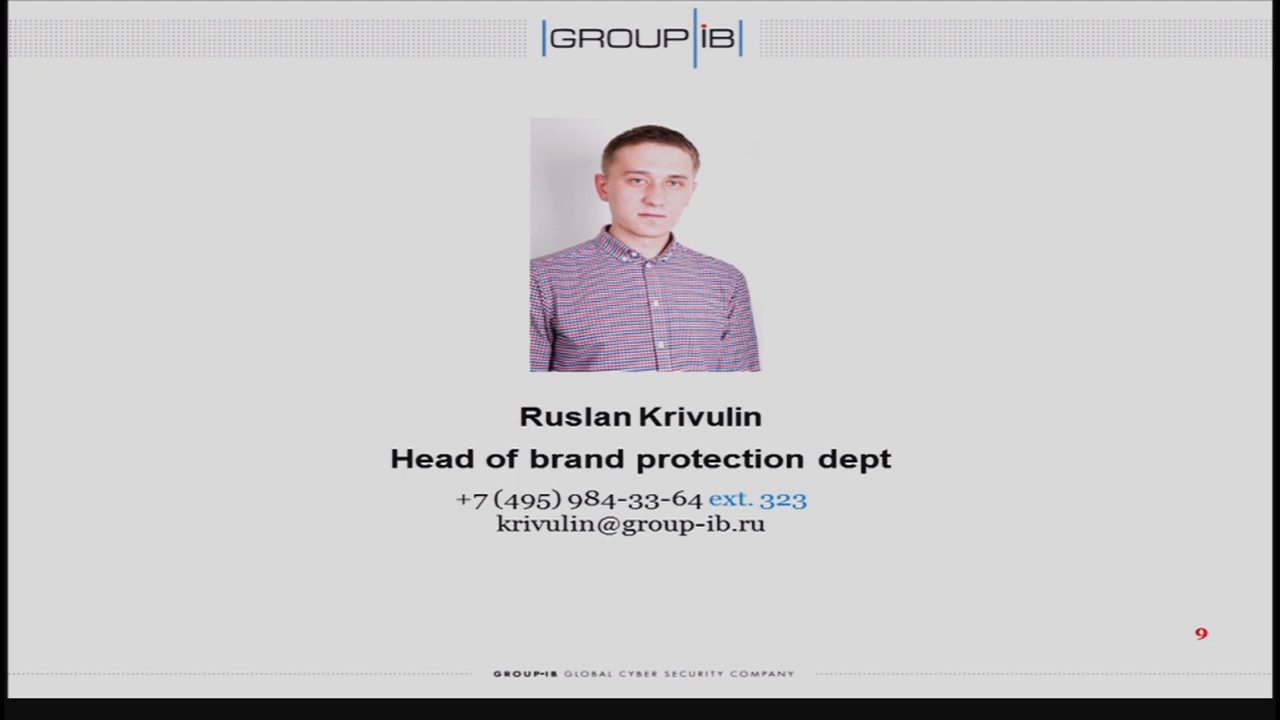 GROUP iB
Ruslan Krivulin
Head of brand protection dept
+7 (495) 984-33-64 ext. 323
krivulin@group-ib.ru
9
GROUP-IB GLOBAL CYBER SECURITY COMPANY